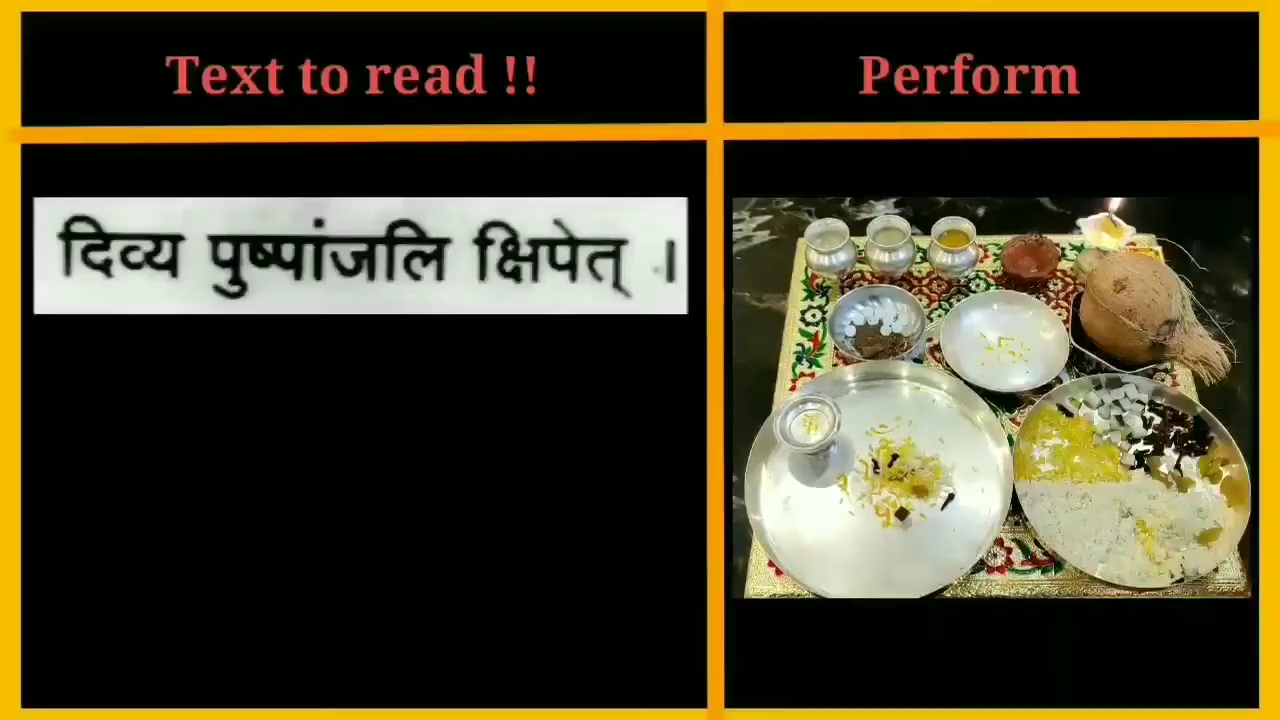 Text to read !!
Perform
दिव्य पुष्पांजलि क्षिपेत् ।